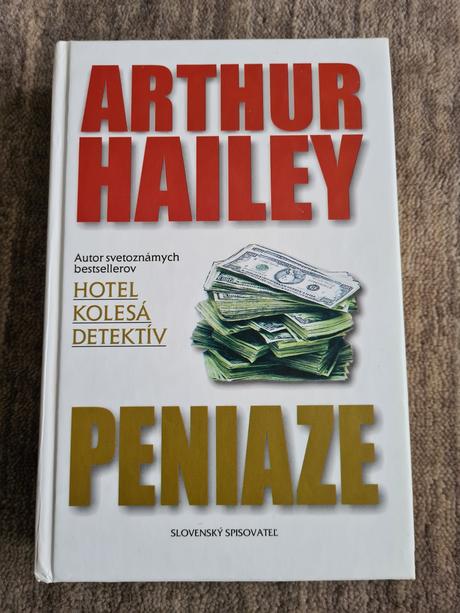 ARTHUR
HAILEY
Autor svetoznámych
bestsellerov
HOTEL
KOLESÁ
DETEKTÍV
PENIAZE
SLOVENSKÝ SPISOVATEĽ